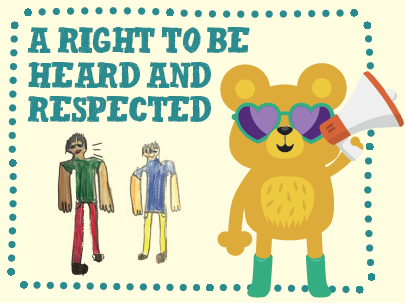 A RIGHT TO BE
HEARD AND
RESPECTED